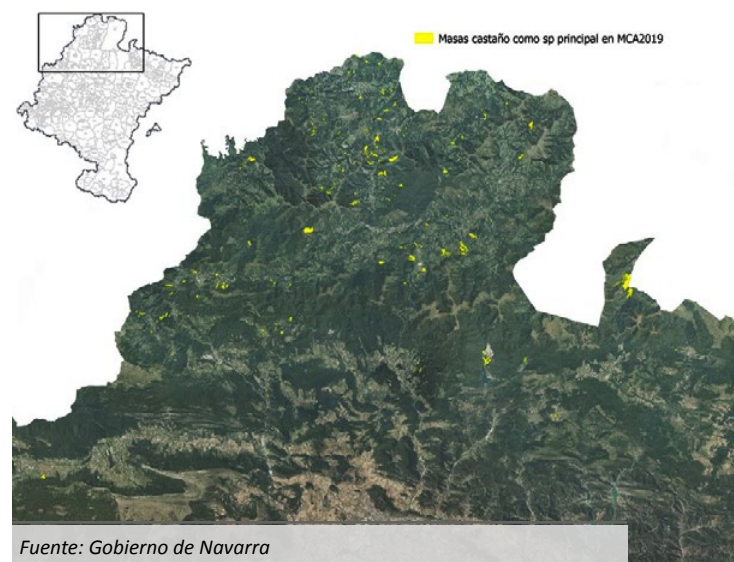 Masas castaño como sp principal en MCA2019
Fuente: Gobierno de Navarra